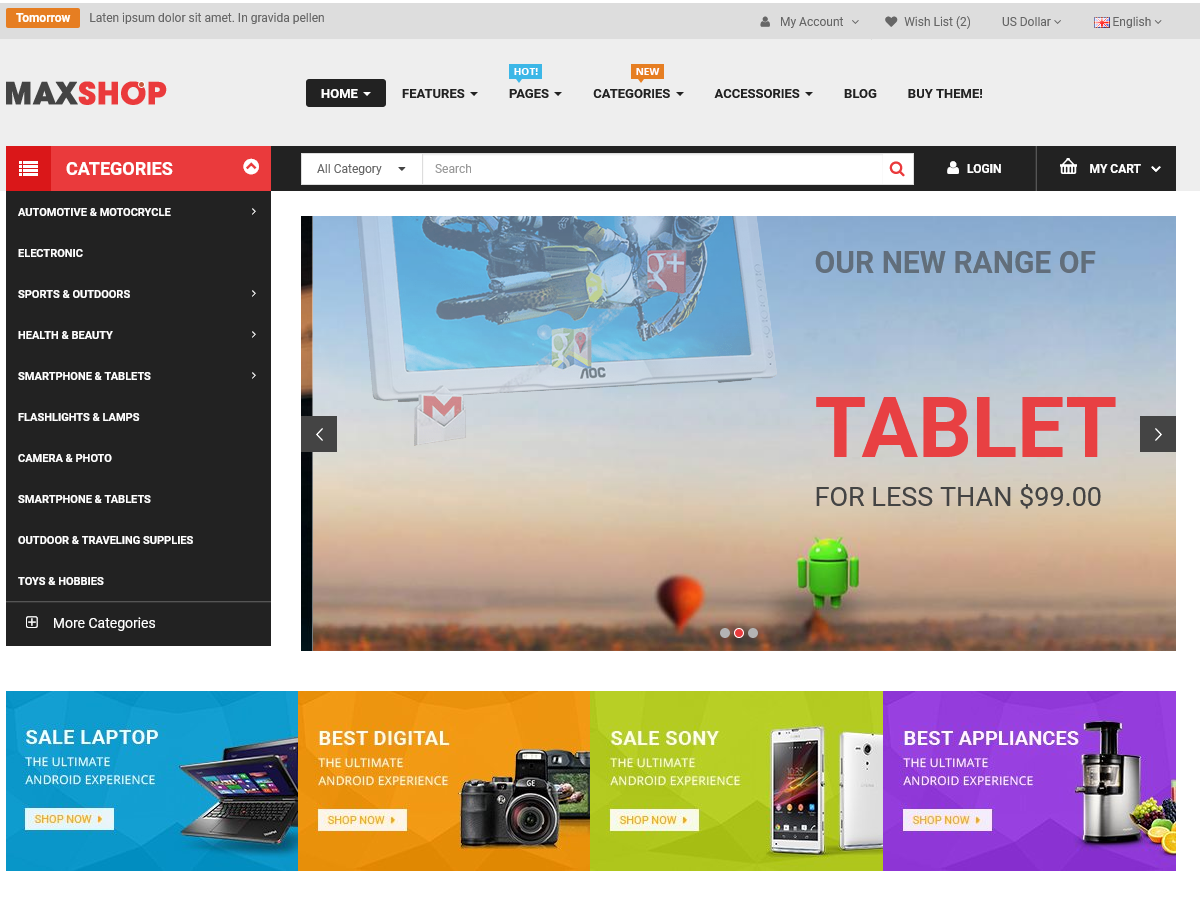 Tomorrow Laten ipsum dolor sit amet. In gravida pellen
My Account Wish List (2) US Dollar English
HOT! NEW
MAXSHOP
HOME FEATURES PAGES CATEGORIES ACCESSORIES BLOG BUY THEME!
CATEGORIES
All Category Search LOGIN MY CART
AUTOMOTIVE & MOTOCRYCLE
ELECTRONIC
SPORTS & OUTDOORS
HEALTH & BEAUTY
SMARTPHONE & TABLETS
FLASHLIGHTS & LAMPS
CAMERA & PHOTO
SMARTPHONE & TABLETS
OUTDOOR & TRAVELING SUPPLIES
TOYS & HOBBIES
More Categories
OUR NEW RANGE OF
g+
AOC
TABLET
FOR LESS THAN $99.00
SALE LAPTOP
THE ULTIMATE
ANDROID EXPERIENCE
SHOP NOW
BEST DIGITAL
THE ULTIMATE
ANDROID EXPERIENCE
SHOP NOW
GE
SALE SONY
THE ULTIMATE
ANDROID EXPERIENCE
SHOP NOW
BEST APPLIANCES
THE ULTIMATE
ANDROID EXPERIENCE
SHOP NOW